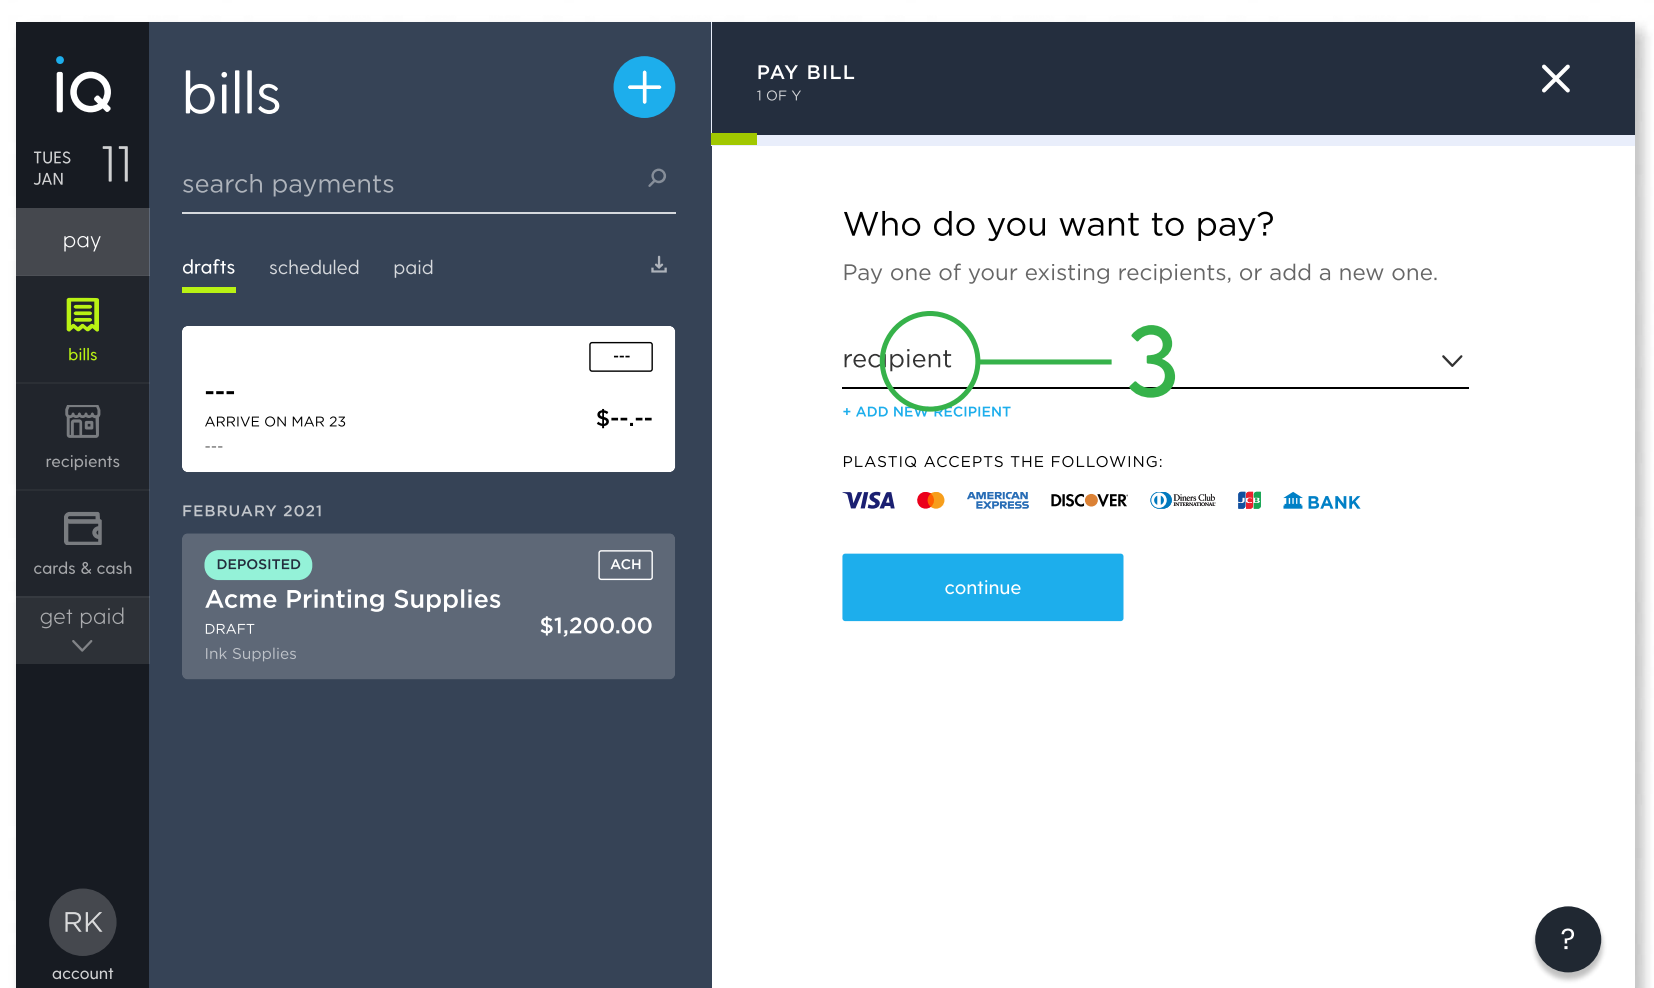 iQ
TUES
JAN
11
pay
bills
recipients
cards & cash
get paid
RK
account
bills
search payments
drafts scheduled paid
---
---
ARRIVE ON MAR 23
$--.--
---
FEBRUARY 2021
DEPOSITED
ACH
Acme Printing Supplies
DRAFT
$1,200.00
Ink Supplies
PAY BILL
1 OF Y
Who do you want to pay?
Pay one of your existing recipients, or add a new one.
recipient
3
+ ADD NEW RECIPIENT
PLASTIQ ACCEPTS THE FOLLOWING:
VISA
AMERICAN
EXPRESS
DISCOVER
Diners Club
INTERNATIONAL
JCB
BANK
continue
?